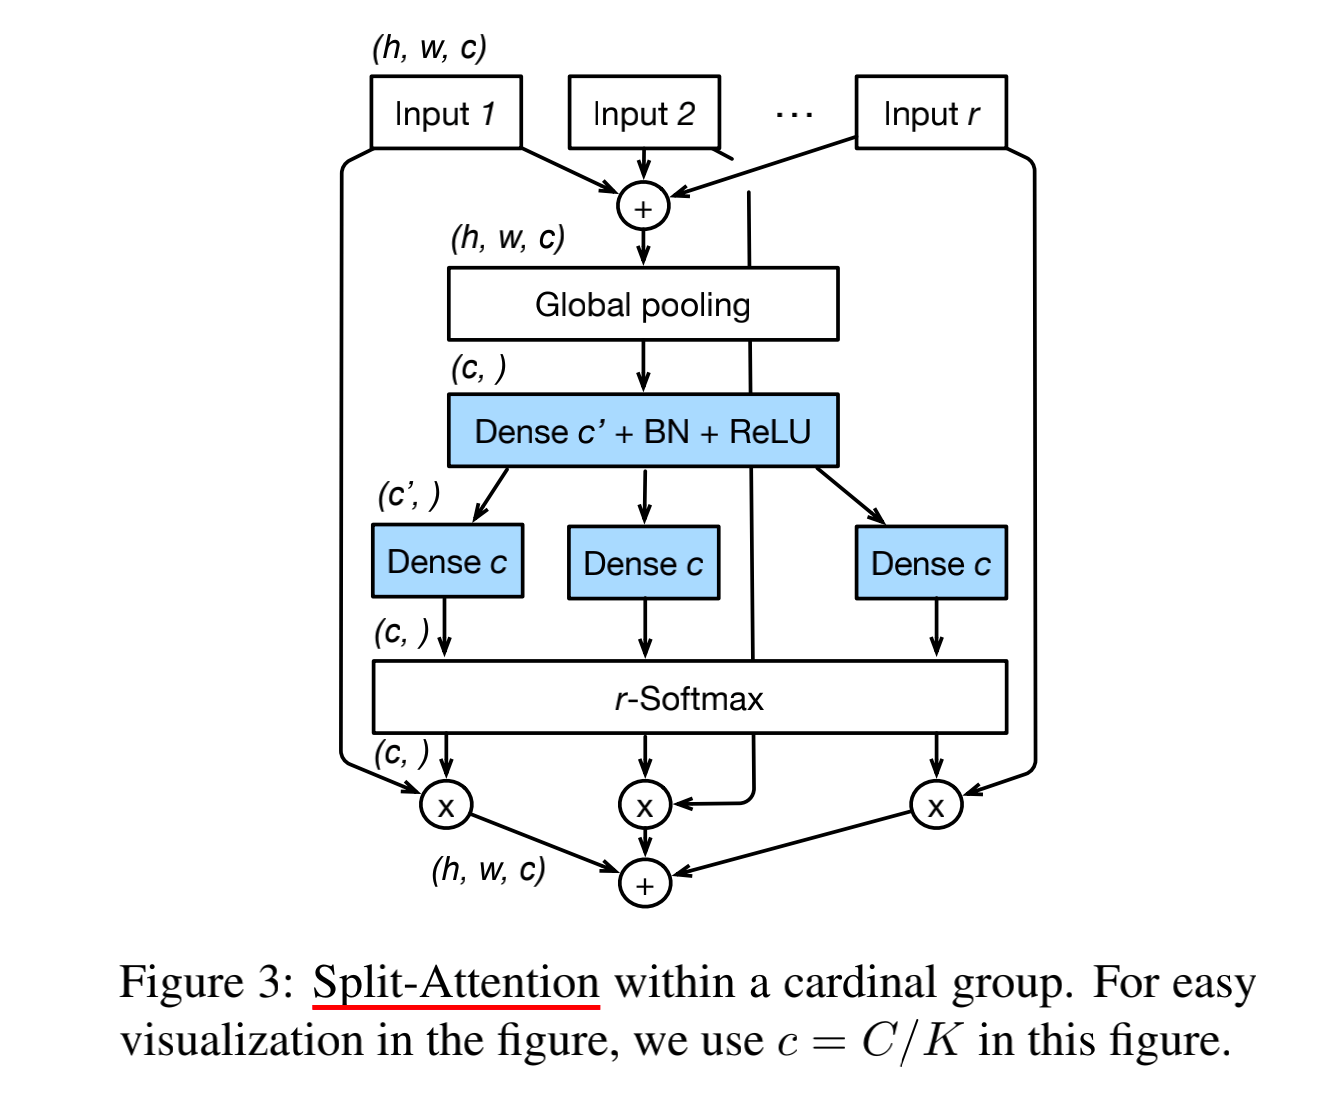 (h, w, c)
Input 1
Input 2
...
Input r
+
(h, w, c)
Global pooling
(c, )
Dense c' + BN + ReLU
(c', )
Dense c
Dense c
Dense c
(c, )
r-Softmax
(c, )
x
x
x
(h, w, c)
+
Figure 3: Split-Attention within a cardinal group. For easy
visualization in the figure, we use c = C/K in this figure.